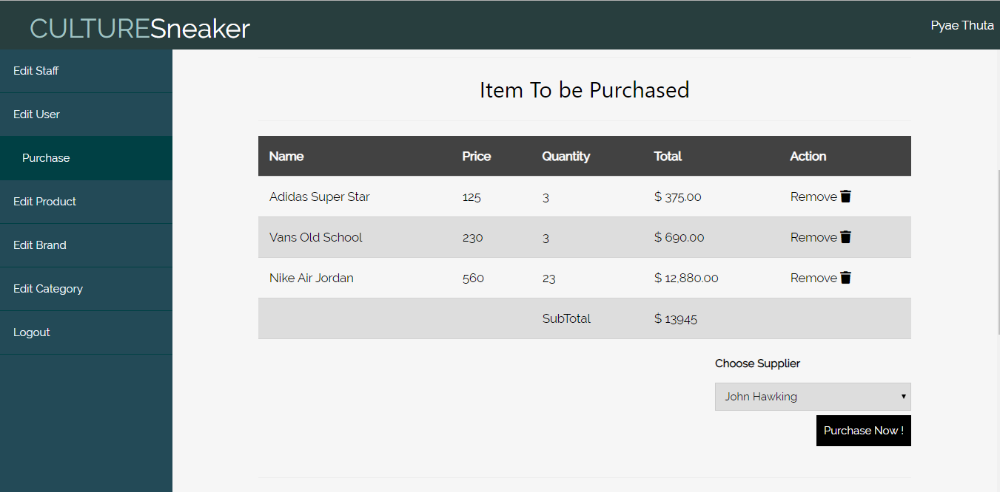 CULTURESneaker
Pyae Thuta
Edit Staff
Edit User
Purchase
Edit Product
Edit Brand
Edit Category
Logout
Item To be Purchased
Name Price Quantity Total Action
Adidas Super Star 125 3 $ 375.00 Remove
Vans Old School 230 3 $ 690.00 Remove
Nike Air Jordan 560 23 $ 12,880.00 Remove
SubTotal $ 13945
Choose Supplier
John Hawking
Purchase Now !